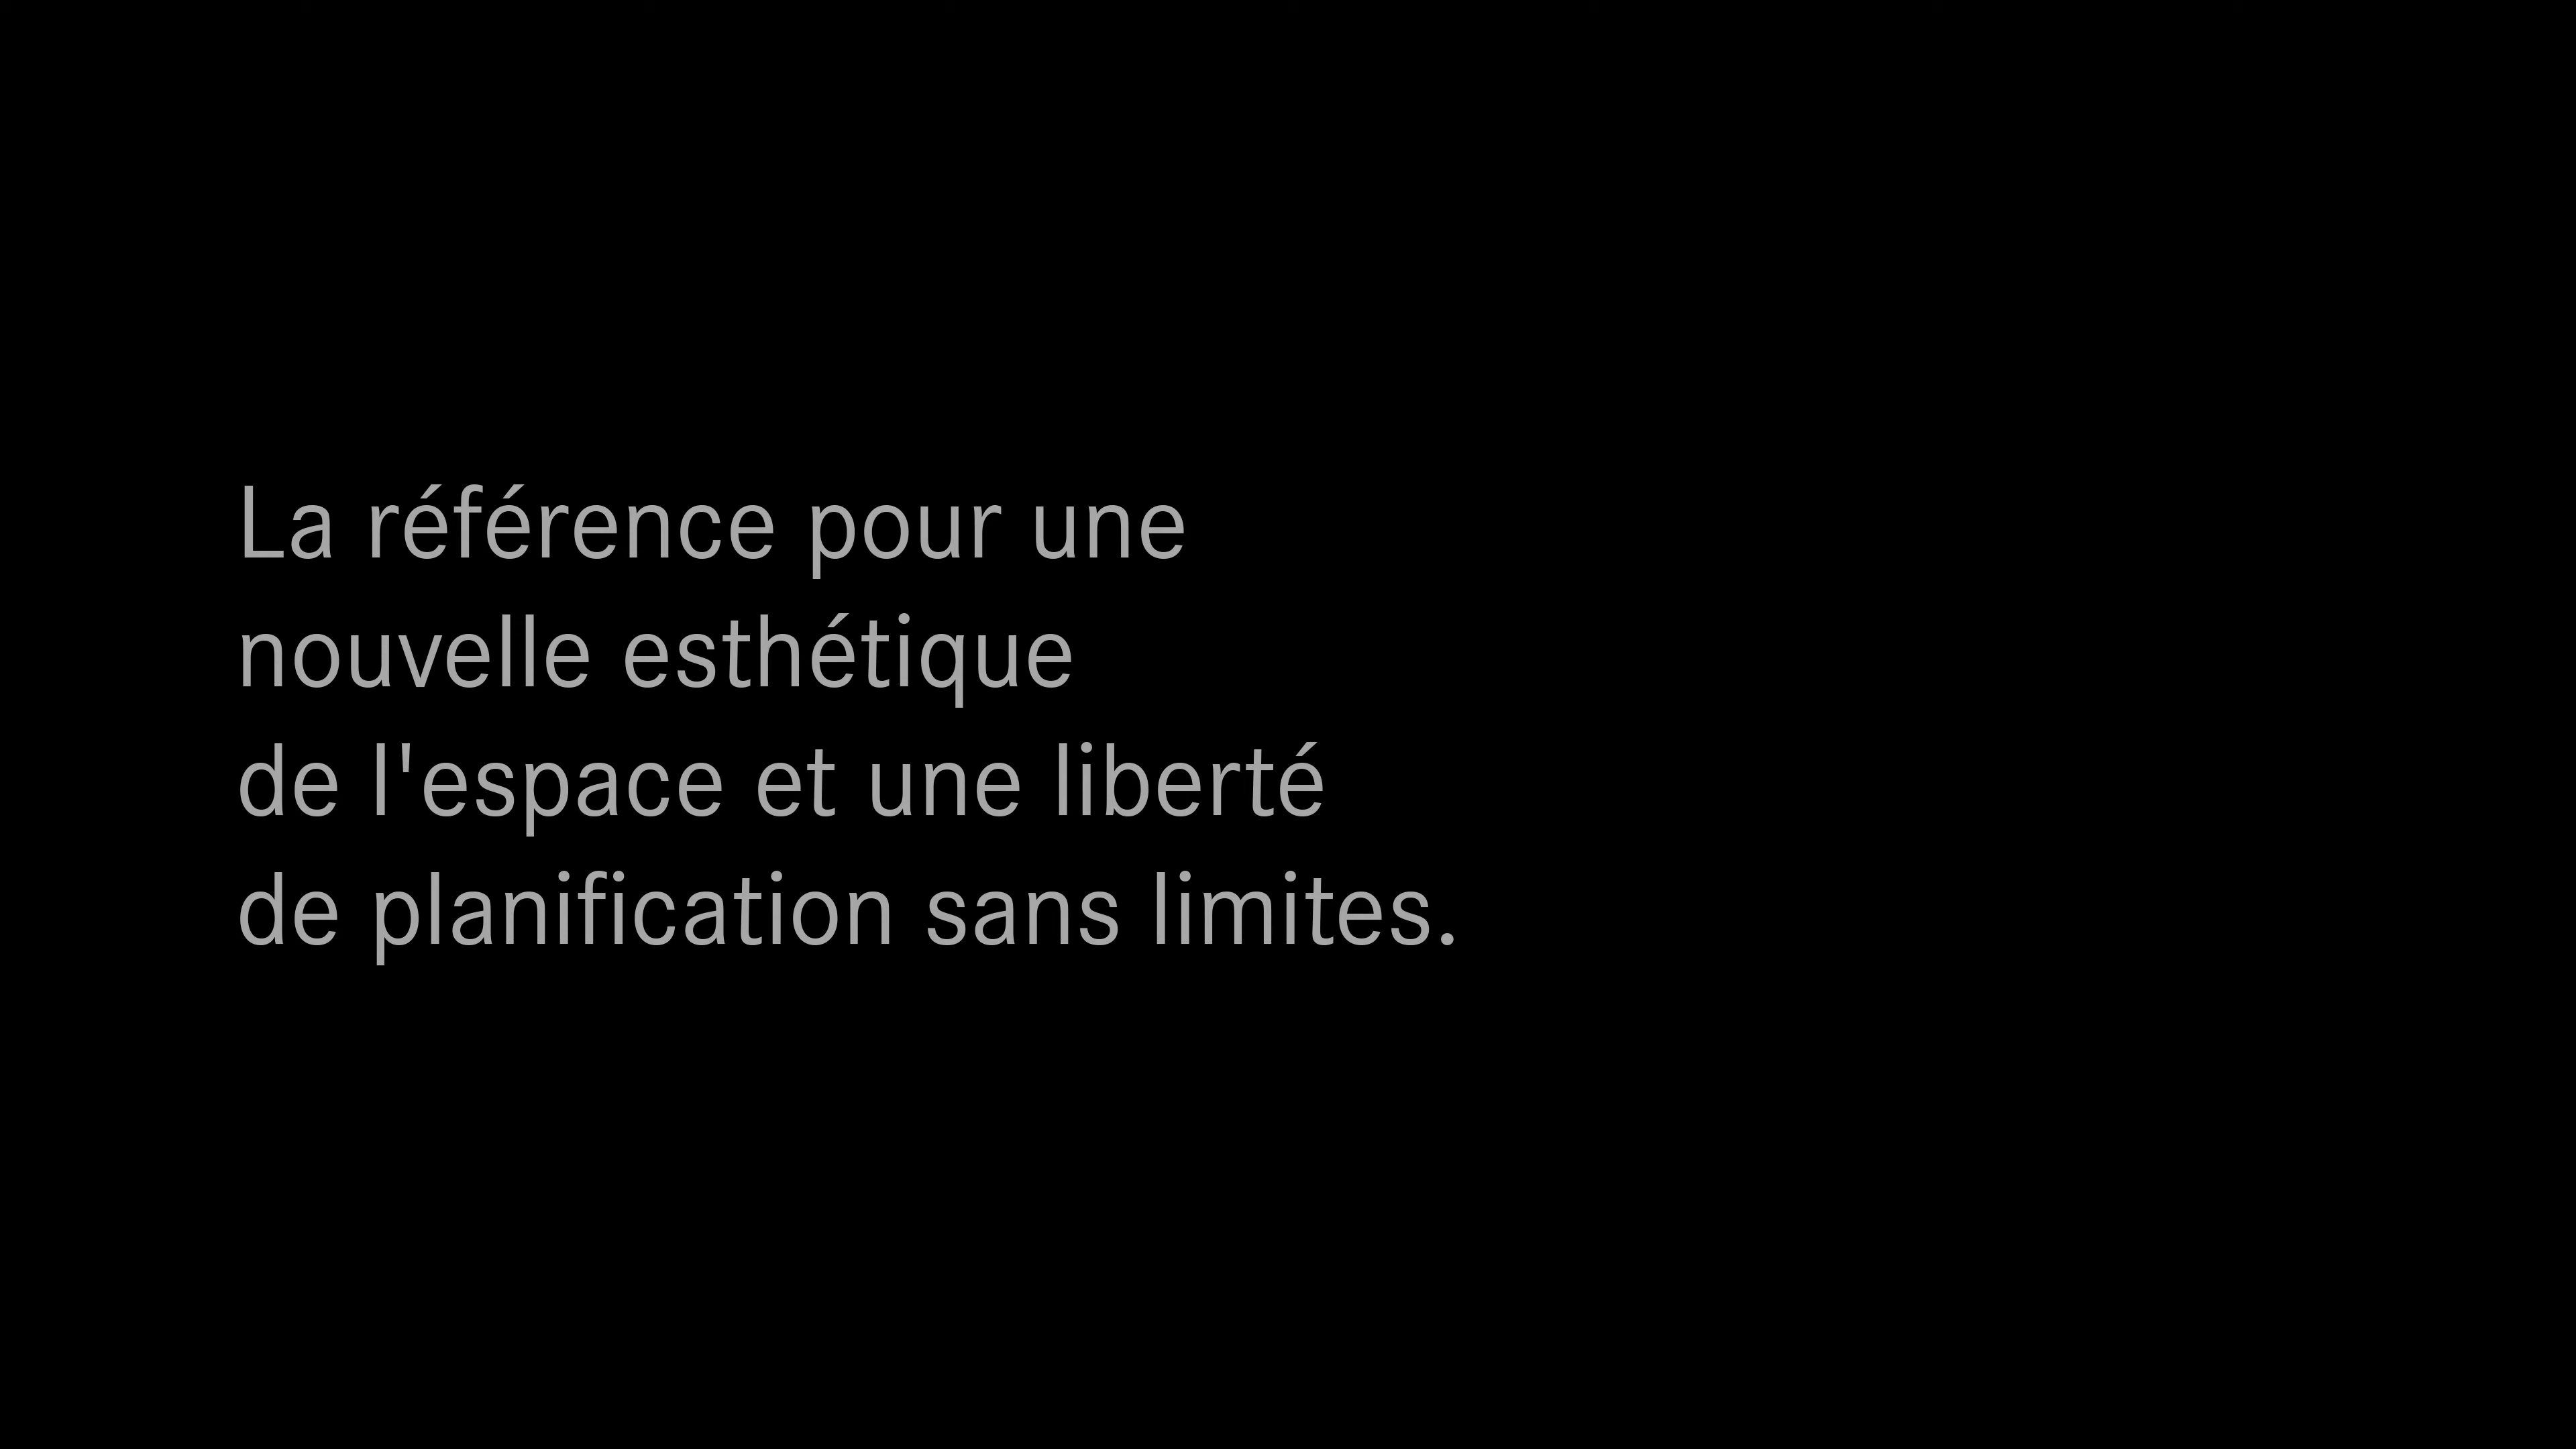 La référence pour une
nouvelle esthétique
de l'espace et une liberté
de planification sans limites.